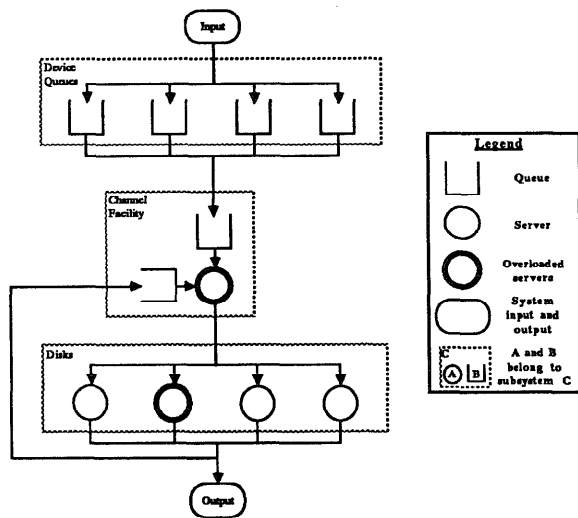 Input
Device
Queues
Channel
Facility
Disks
Output
Legend
Queue
Server
Overloaded
servers
System
input and
output
C
A
B
A and B
belong to
subsystem C